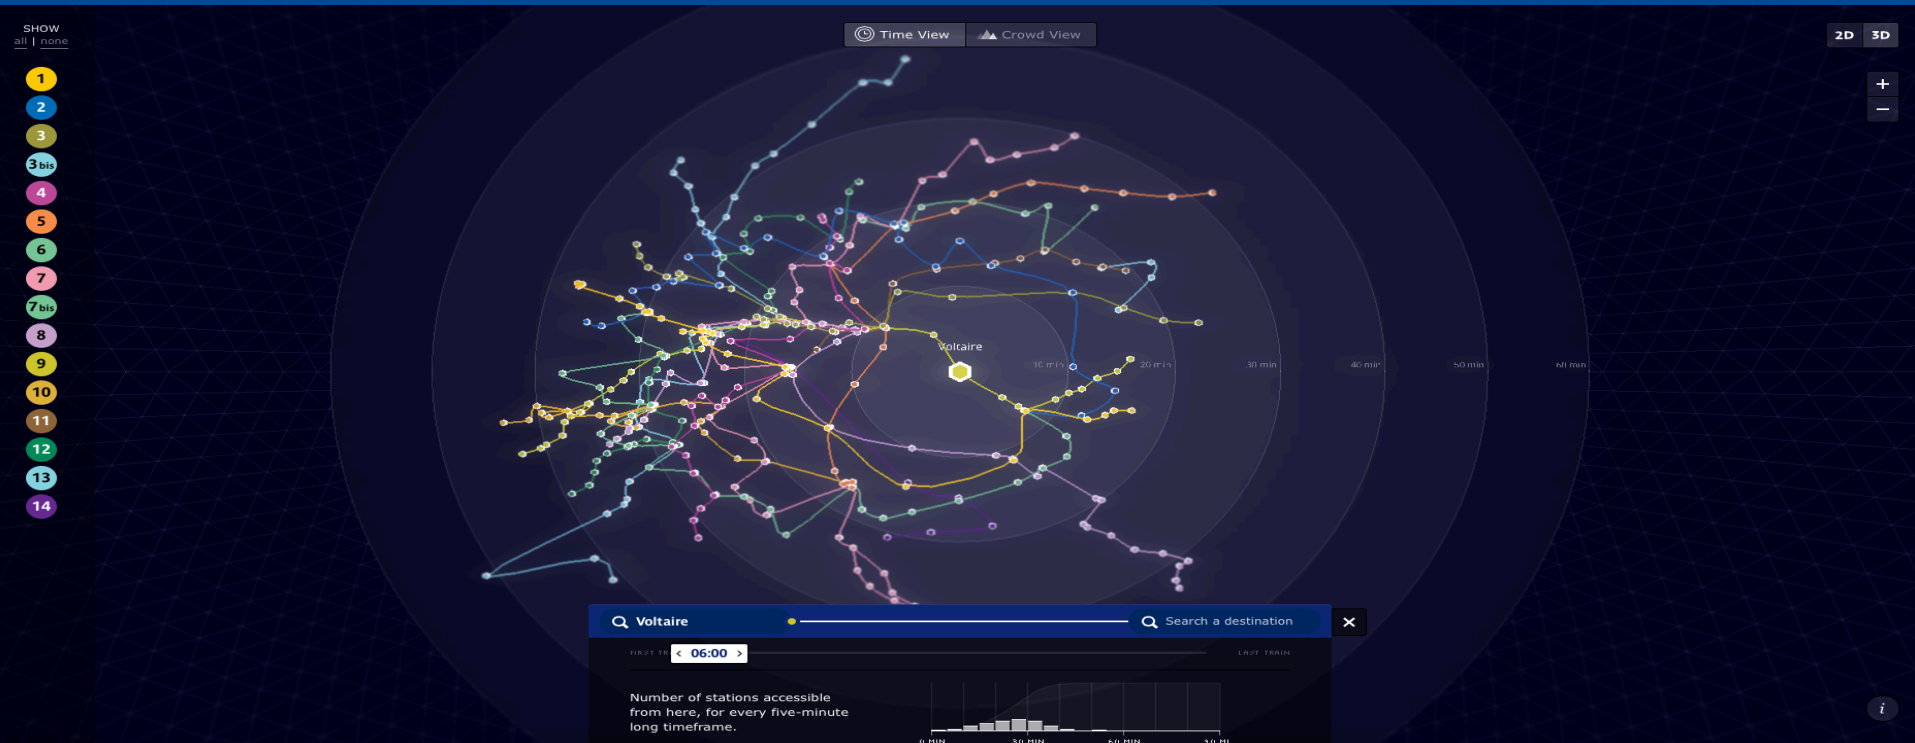 SHOW
all | none
1
2
3
3bis
4
5
6
7
7bis
8
9
10
11
12
13
14
Time View
Crowd View
2D 3D
+
−
Voltaire
10 min 20 min 30 min 40 min 50 min 60 min
Voltaire
Search a destination
×
< 06:00 >
LAST TRAIN
Number of stations accessible
from here, for every five-minute
long timeframe.
0 MIN 30 MIN 60 MIN
i